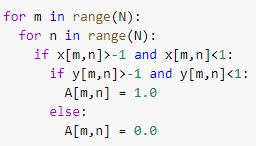 for m in range(N):
  for n in range(N):
    if x[m,n]>-1 and x[m,n]<1:
      if y[m,n]>-1 and y[m,n]<1:
        A[m,n] = 1.0
      else:
        A[m,n] = 0.0